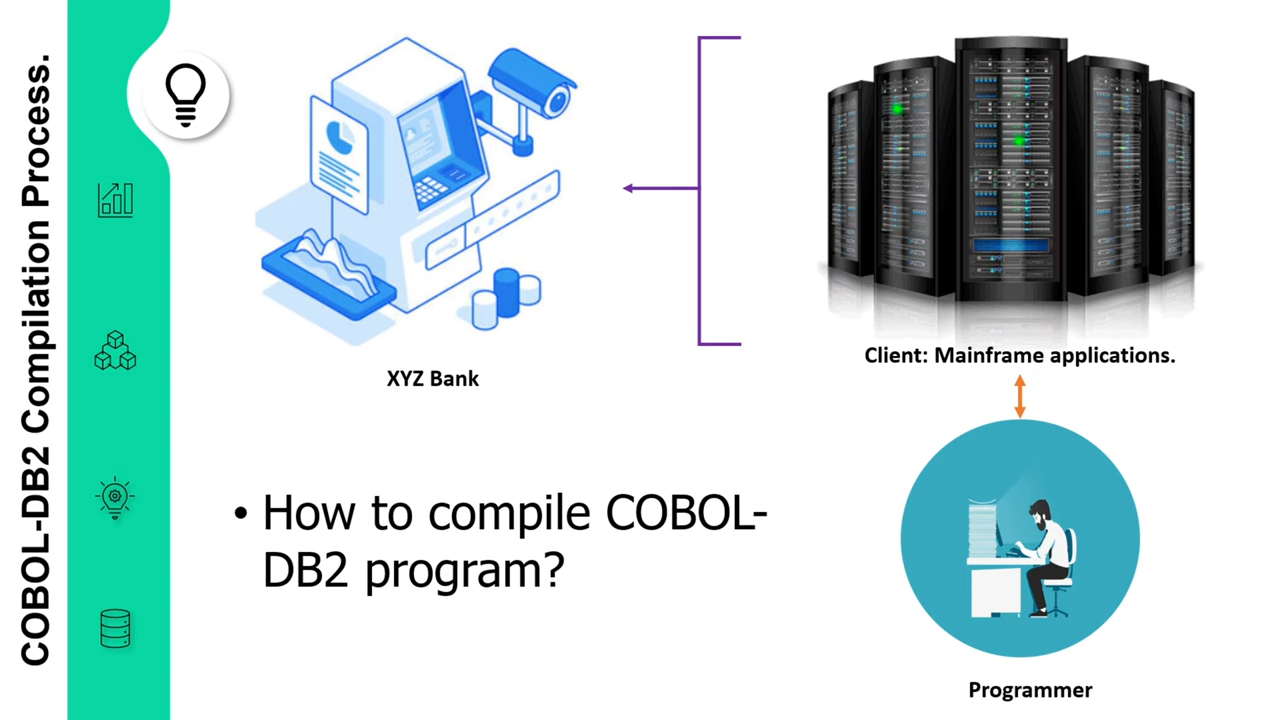 COBOL-DB2 Compilation Process.
XYZ Bank
Client: Mainframe applications.
• How to compile COBOL-
DB2 program?
Programmer